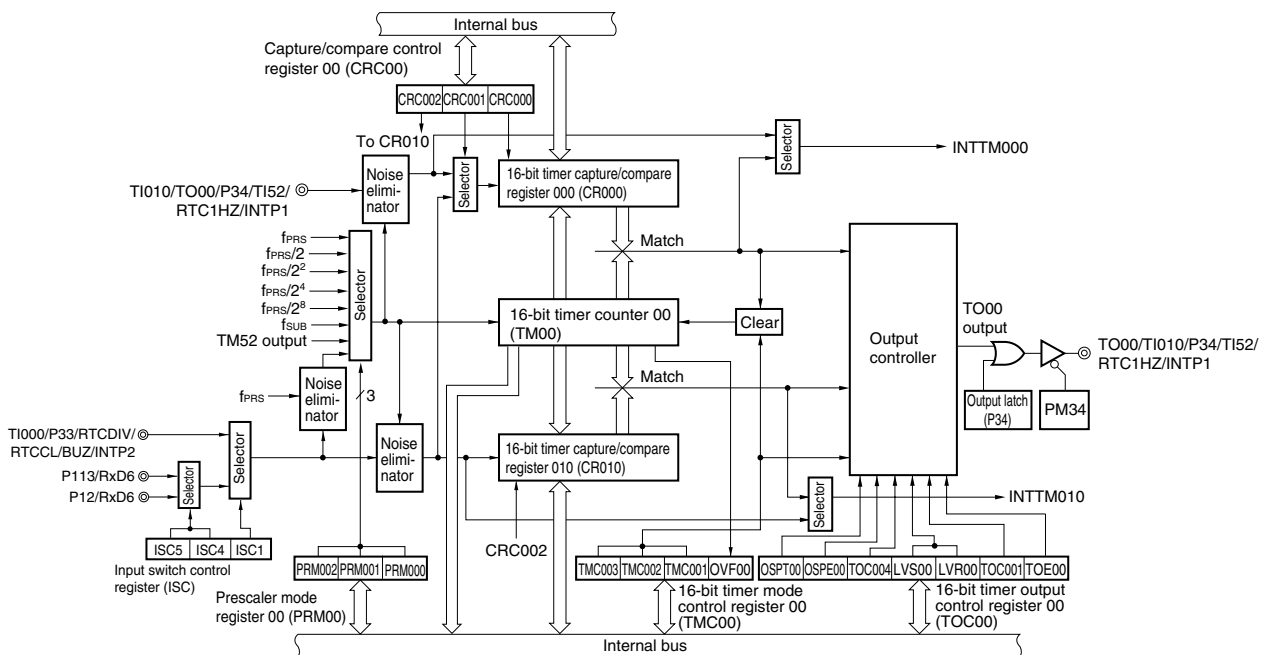 Internal bus
Capture/compare control
register 00 (CRC00)
CRC002 CRC001 CRC000
To CR010
Selector
INTTM000
Noise
elimi-
nator
Selector
16-bit timer capture/compare
register 000 (CR000)
TI010/TO00/P34/TI52/
RTC1HZ/INTP1
Match
fPRS
fPRS/2
fPRS/2²
fPRS/2⁴
fPRS/2⁸
fSUB
TM52 output
Selector
16-bit timer counter 00
(TM00)
Clear
Output
controller
TO00
output
TO00/TI010/P34/TI52/
RTC1HZ/INTP1
Output latch
(P34)
PM34
Match
fPRS
Noise
elimi-
nator
3
TI000/P33/RTCDIV/
RTCCL/BUZ/INTP2
Selector
Noise
elimi-
nator
16-bit timer capture/compare
register 010 (CR010)
P113/RxD6
P12/RxD6
Selector
Selector
INTTM010
CRC002
ISC5 ISC4 ISC1
Input switch control
register (ISC)
PRM002 PRM001 PRM000
Prescaler mode
register 00 (PRM00)
TMC003 TMC002 TMC001 OVF00
16-bit timer mode
control register 00
(TMC00)
OSPT00 OSPE00 TOC004 LVS00 LVR00 TOC001 TOE00
16-bit timer output
control register 00
(TOC00)
Internal bus